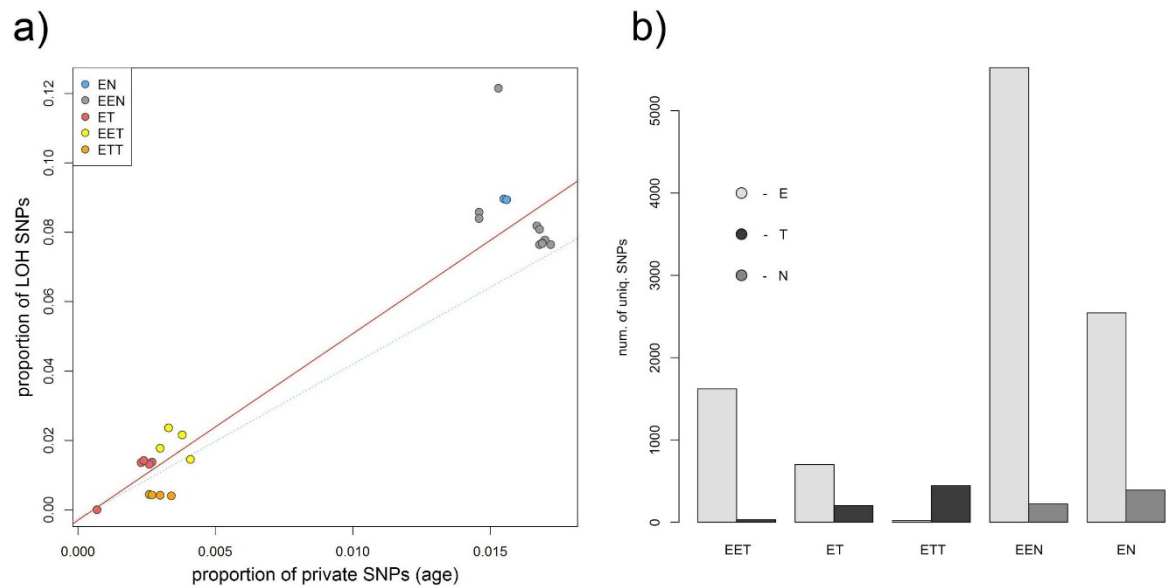 a)
EN
EEN
ET
EET
ETT
proportion of LOH SNPs
0.00
0.02
0.04
0.06
0.08
0.10
0.12
0.000
0.005
0.010
0.015
proportion of private SNPs (age)
b)
num. of uniq. SNPs
0
1000
2000
3000
4000
5000
- E
- T
- N
EET
ET
ETT
EEN
EN